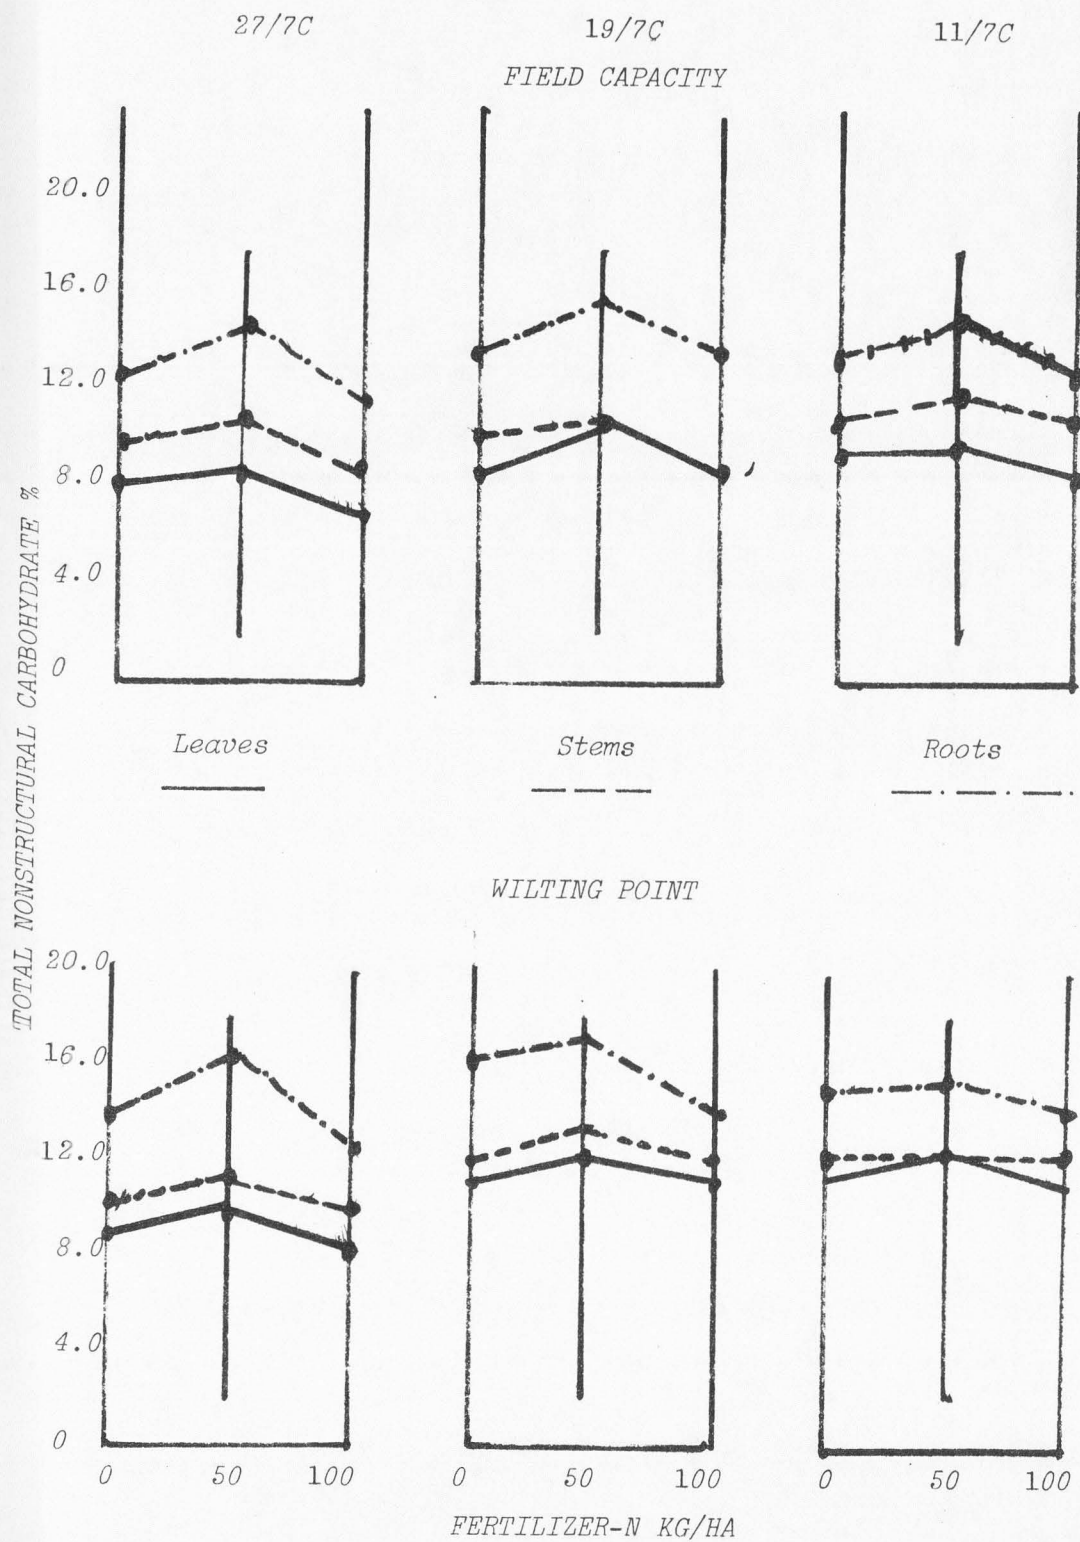 27/7C 19/7C 11/7C
FIELD CAPACITY
20.0
16.0
12.0
8.0
4.0
0
TOTAL NONSTRUCTURAL CARBOHYDRATE %
Leaves Stems Roots
WILTING POINT
20.0
16.0
12.0
8.0
4.0
0
0 50 100 0 50 100 0 50 100
FERTILIZER-N KG/HA